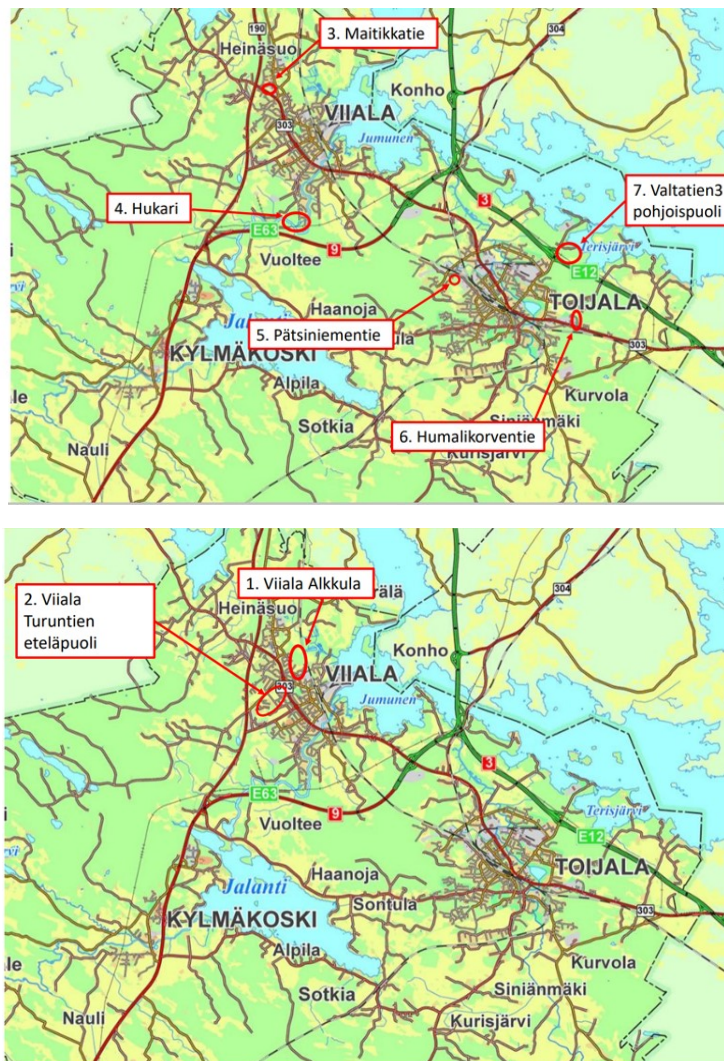 190
304
3. Maitikkatie
Heinäsuo
Konho
VIIALA
303
Jumunen
7. Valtatien3
pohjoispuoli
4. Hukari
3
E63
9
Terisjärvi
Vuoltee
E12
Haanoja
TOIJALA
Jalanti
5. Pätsiniementie
303
KYLMÄKOSKI
Alpila
Kurvola
Sotkia
Siniänmäki
6. Humalikorventie
Nauli
Kurisjärvi
190
304
1. Viiala Alkkula
2. Viiala
Turuntien
eteläpuoli
Heinäsuo
Konho
VIIALA
303
Jumunen
3
E63
9
Terisjärvi
Vuoltee
E12
Haanoja
TOIJALA
Jalanti
Sontula
303
KYLMÄKOSKI
Alpila
Kurvola
Sotkia
Siniänmäki
Nauli
Kurisjärvi